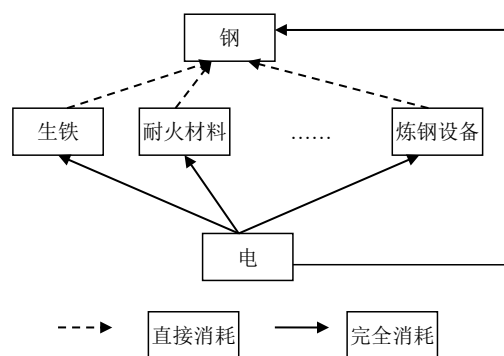 钢
生铁 耐火材料 …… 炼钢设备
电
直接消耗 完全消耗